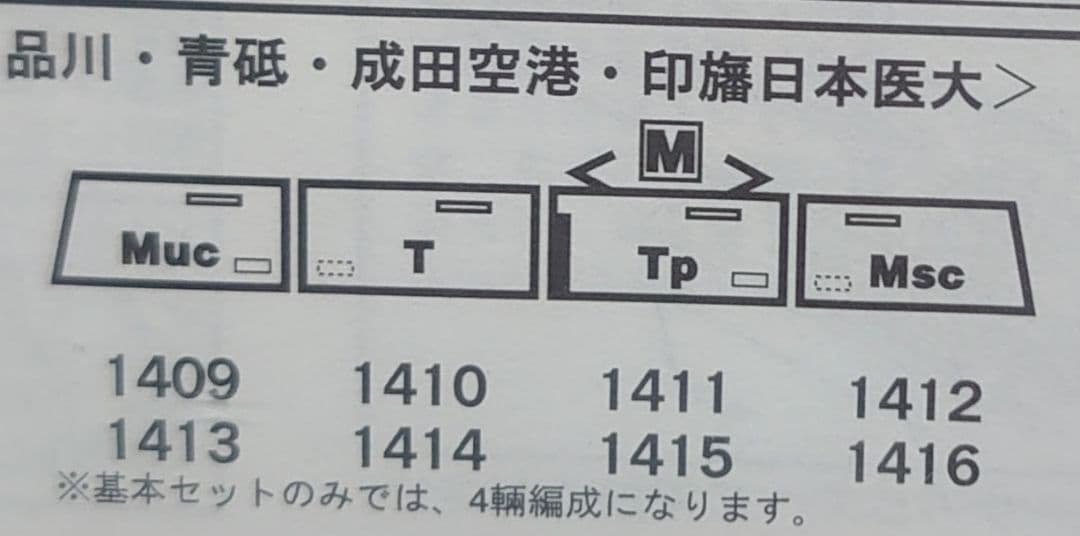 品川・青砥・成田空港・印旛日本医大＞
M
Muc T Tp Msc
1409 1410 1411 1412
1413 1414 1415 1416
※基本セットのみでは、4輌編成になります。